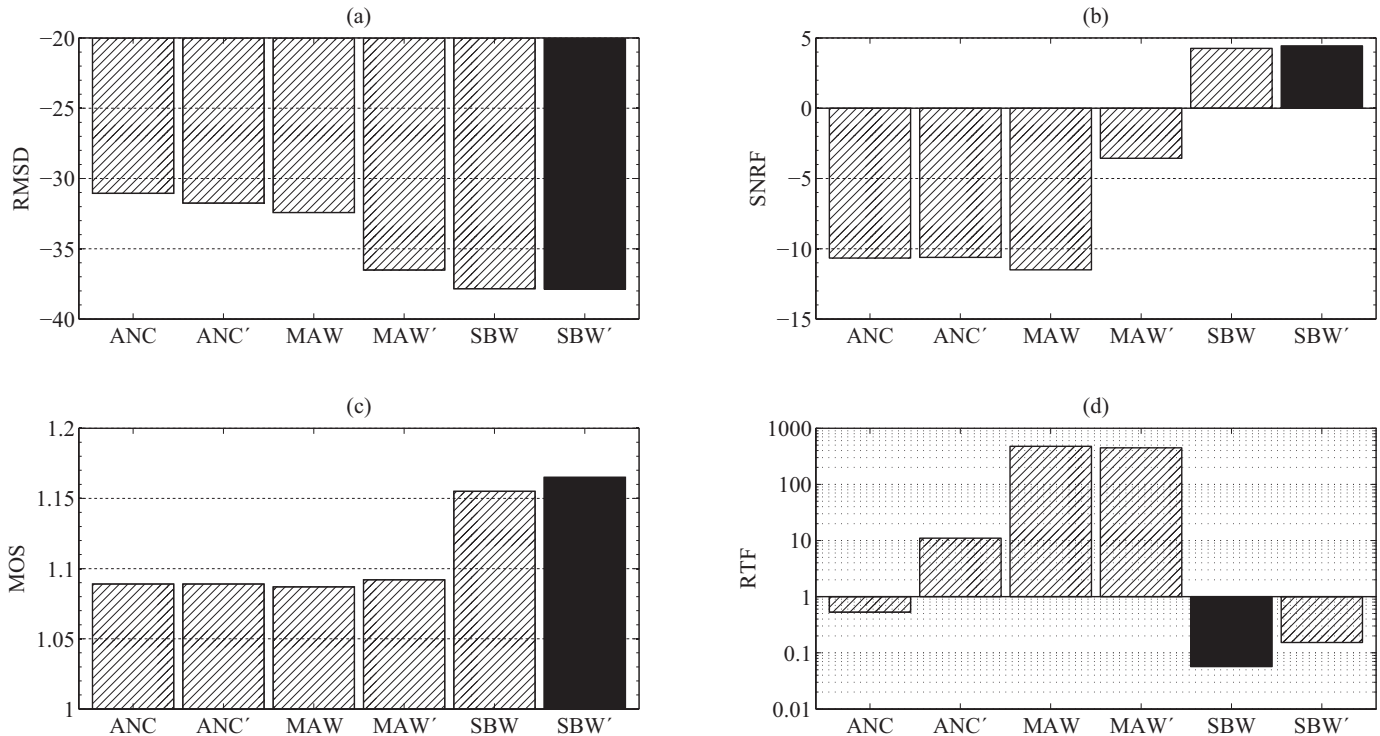 (a)
−20
−25
−30
−35
−40
RMSD
ANC ANC′ MAW MAW′ SBW SBW′
(b)
5
0
−5
−10
−15
SNRF
ANC ANC′ MAW MAW′ SBW SBW′
(c)
1.2
1.15
1.1
1.05
1
MOS
ANC ANC′ MAW MAW′ SBW SBW′
(d)
1000
100
10
1
0.1
0.01
RTF
ANC ANC′ MAW MAW′ SBW SBW′